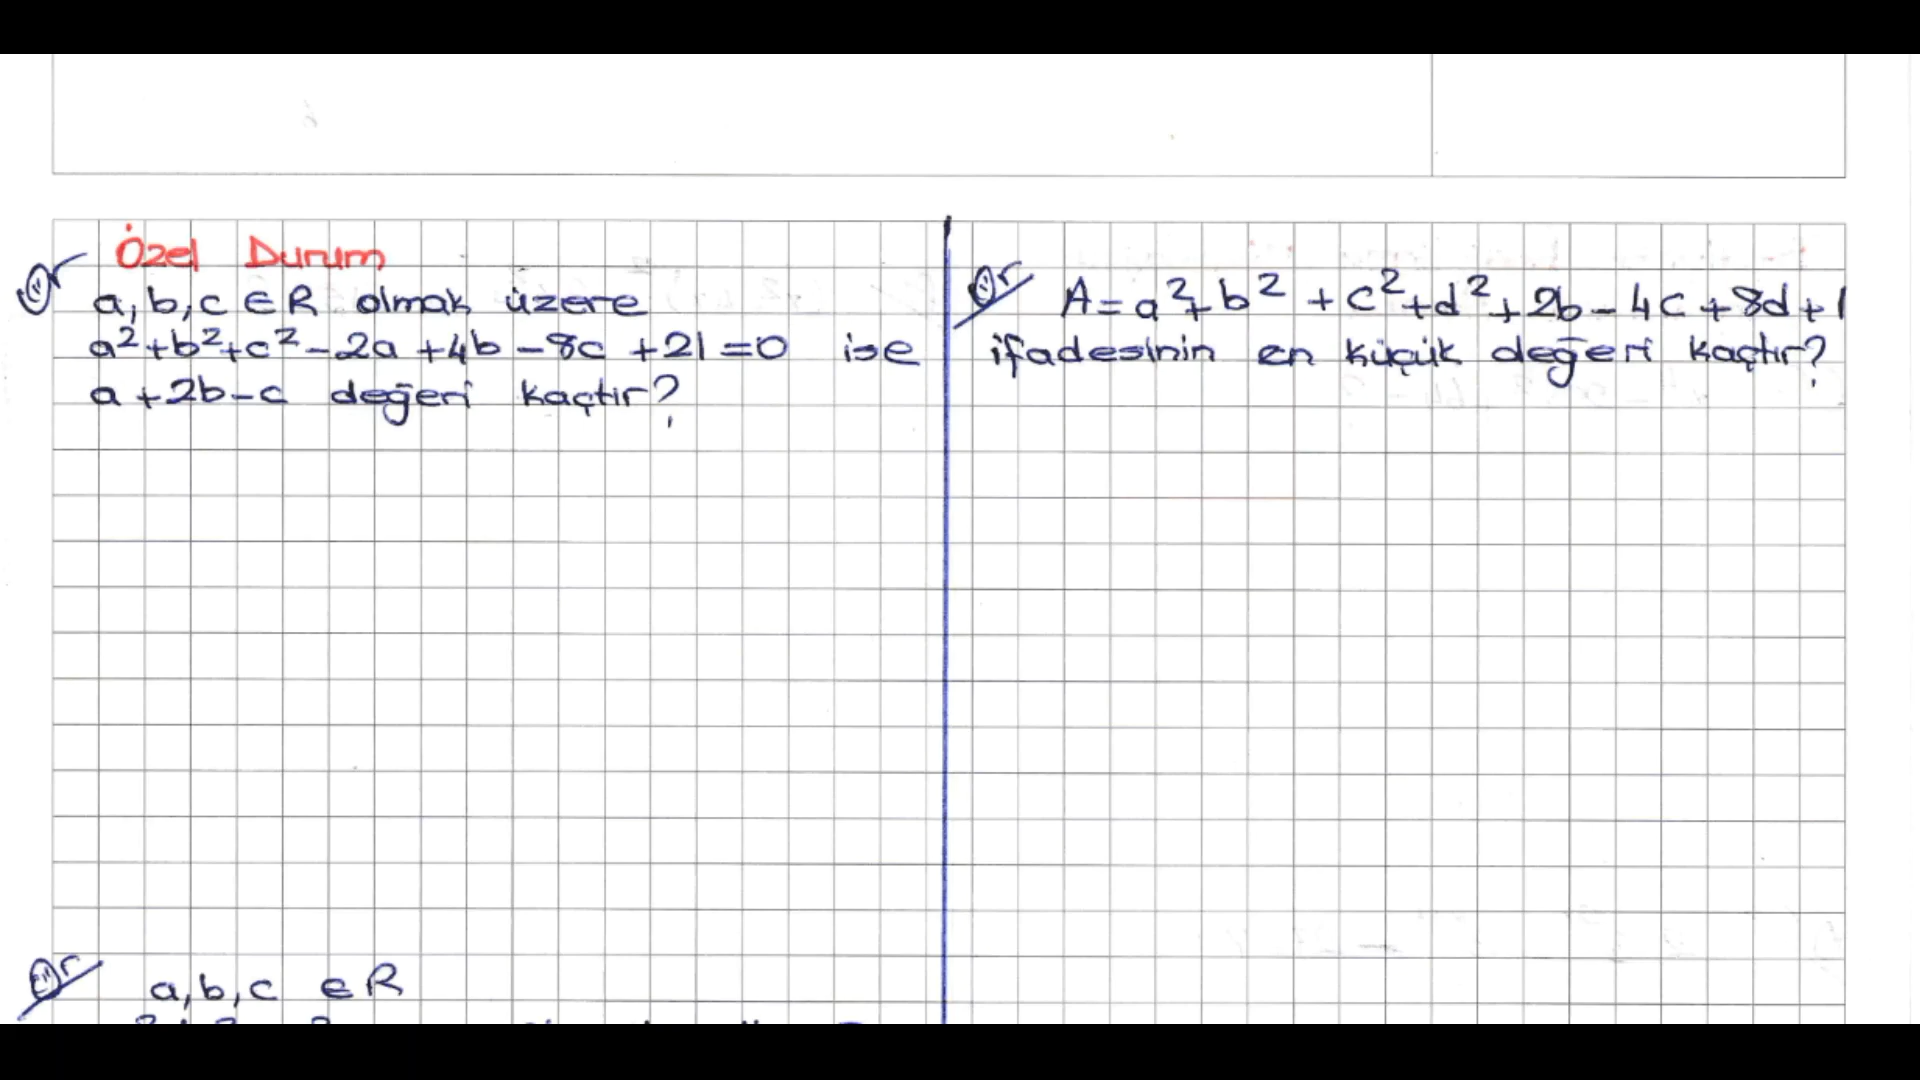 Özel Durum
Ör a, b, c ∈ R olmak üzere
a²+b²+c²-2a+4b-8c+21=0 ise
a+2b-c değeri kaçtır?
Ör A=a²+b²+c²+d²+2b-4c+8d+1
ifadesinin en küçük değeri kaçtır?
Ör a, b, c ∈ R